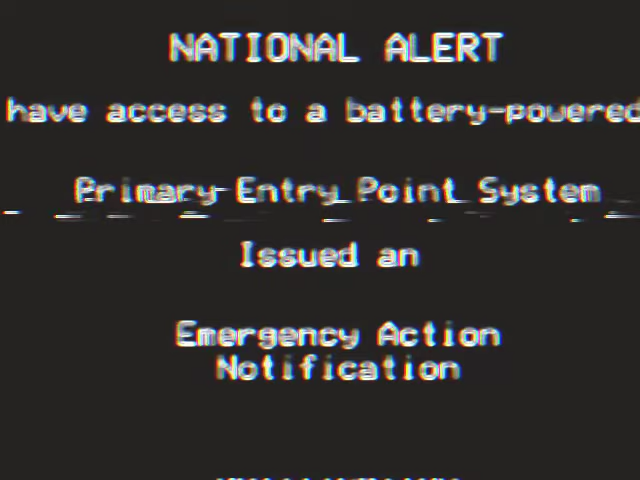 NATIONAL ALERT
have access to a battery-powered
Primary Entry Point System
Issued an
Emergency Action
Notification